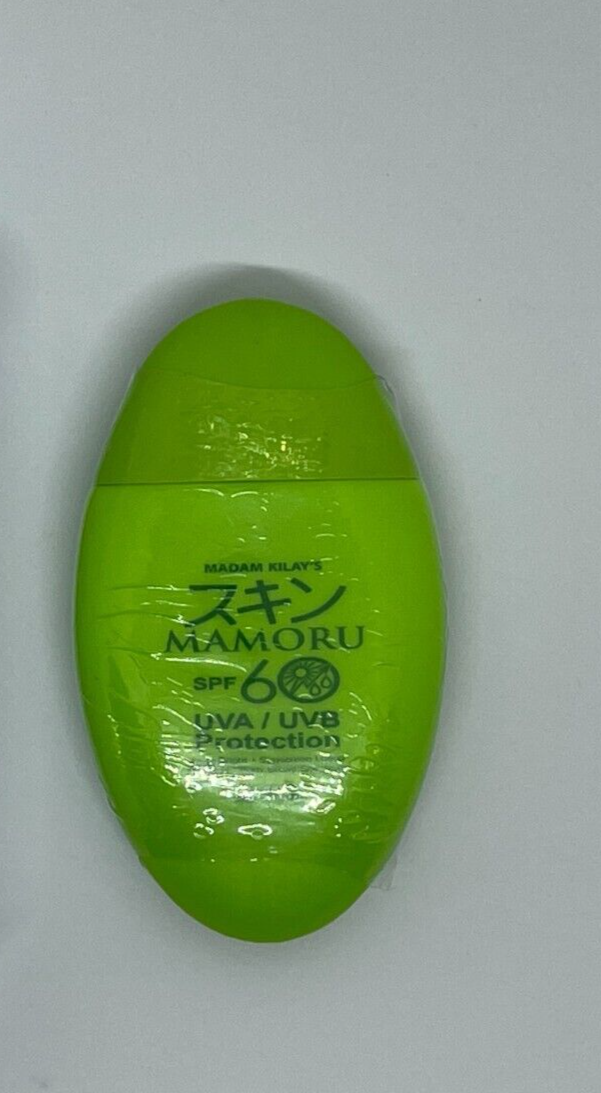 MADAM KILAY'S
スキン
MAMORU
SPF 60
UVA / UVB
Protection